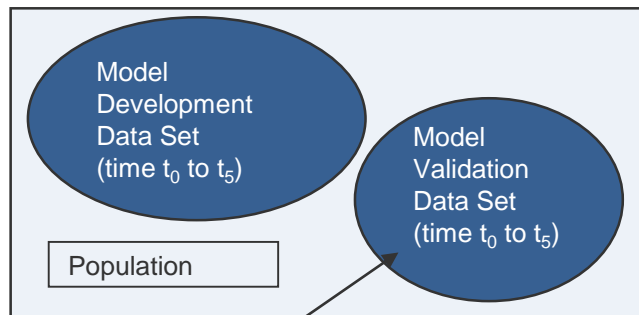 Model
Development
Data Set
(time t₀ to t₅)
Model
Validation
Data Set
(time t₀ to t₅)
Population